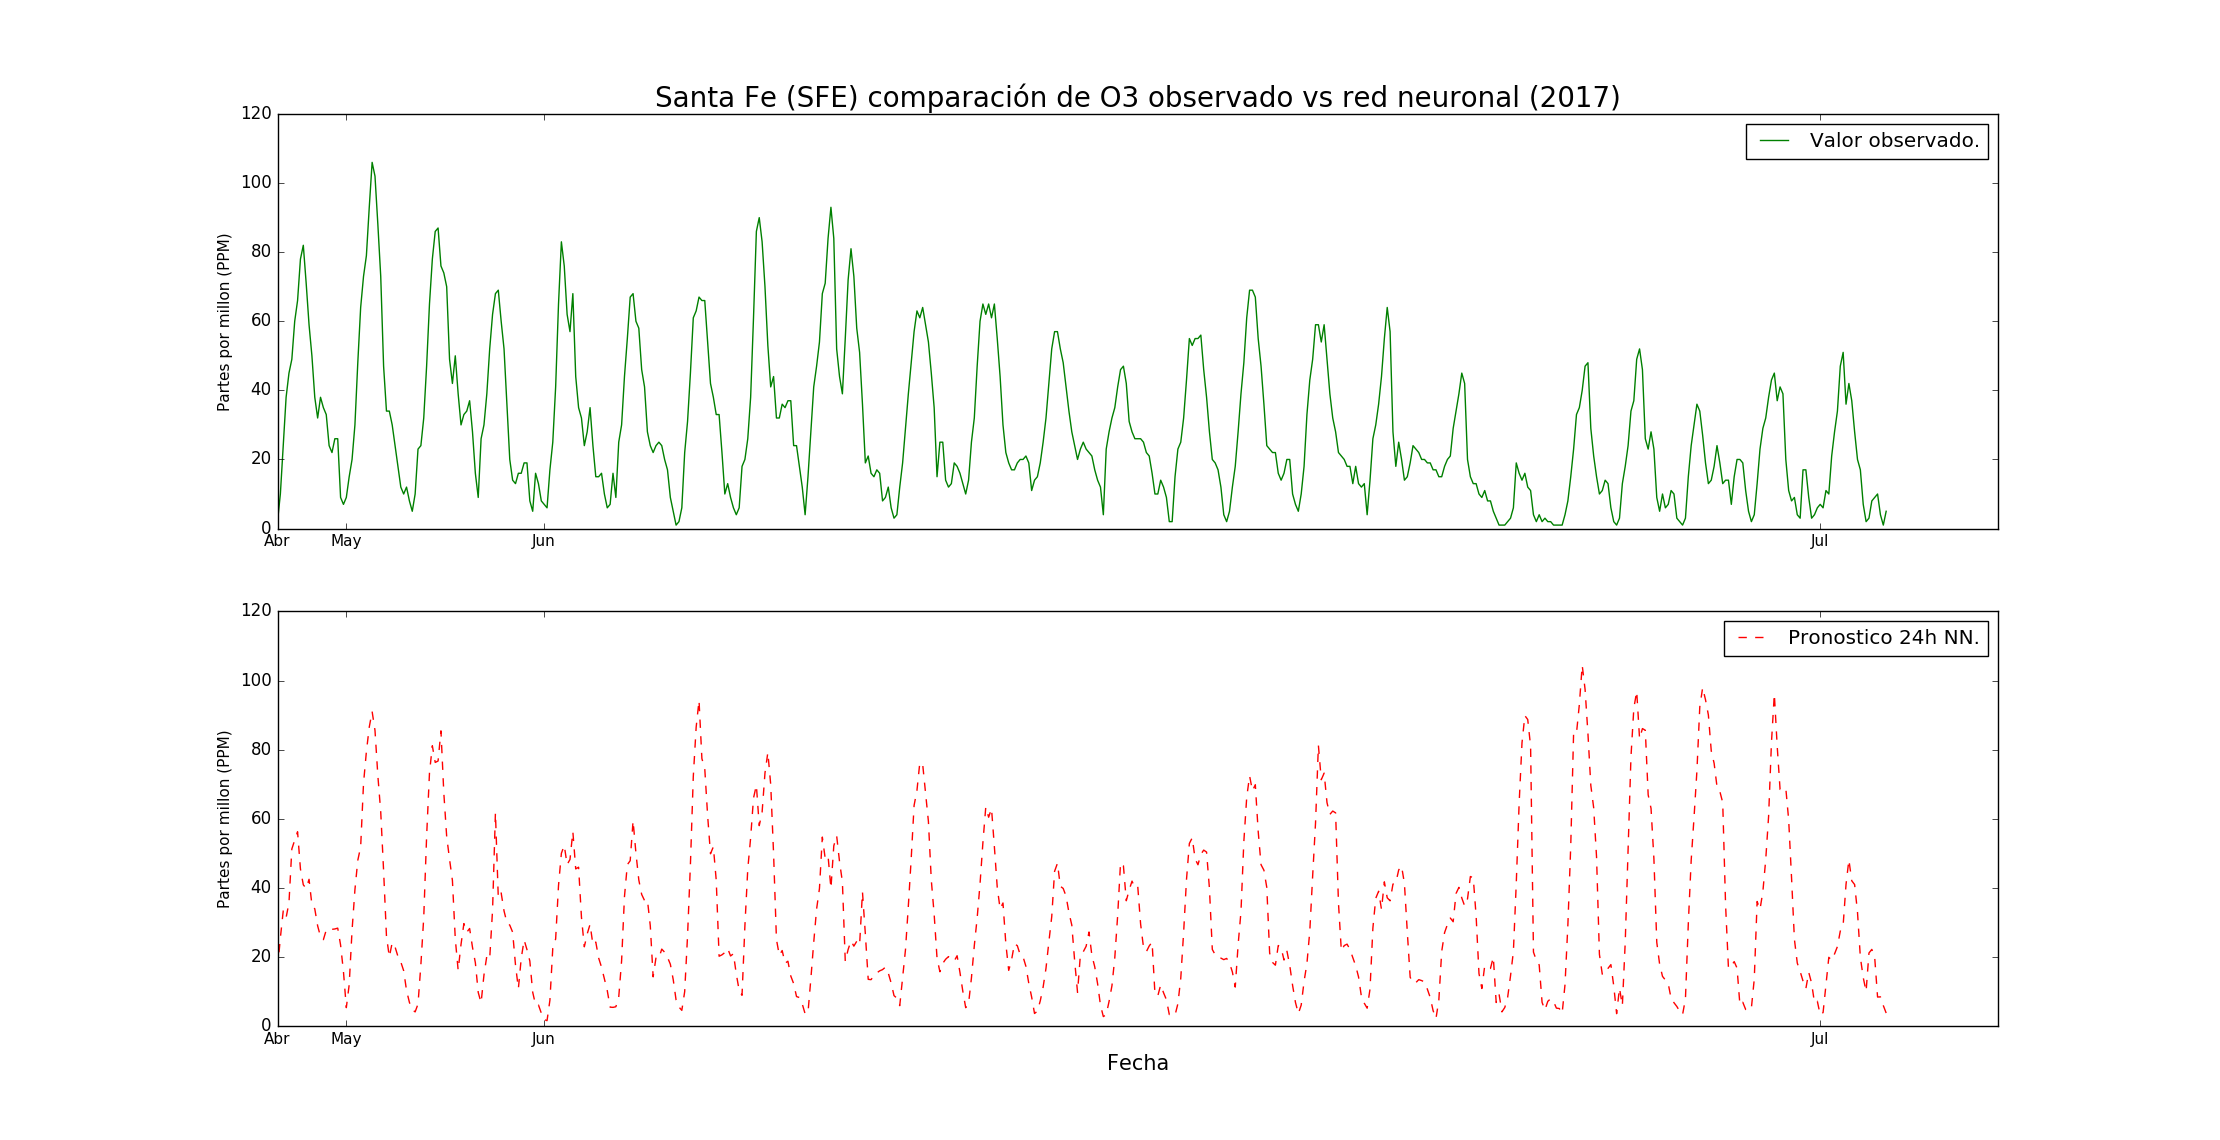 Santa Fe (SFE) comparación de O3 observado vs red neuronal (2017)
120
100
80
60
40
20
0
Partes por millon (PPM)
Valor observado.
Abr May Jun Jul
120
100
80
60
40
20
0
Partes por millon (PPM)
Pronostico 24h NN.
Abr May Jun Jul
Fecha